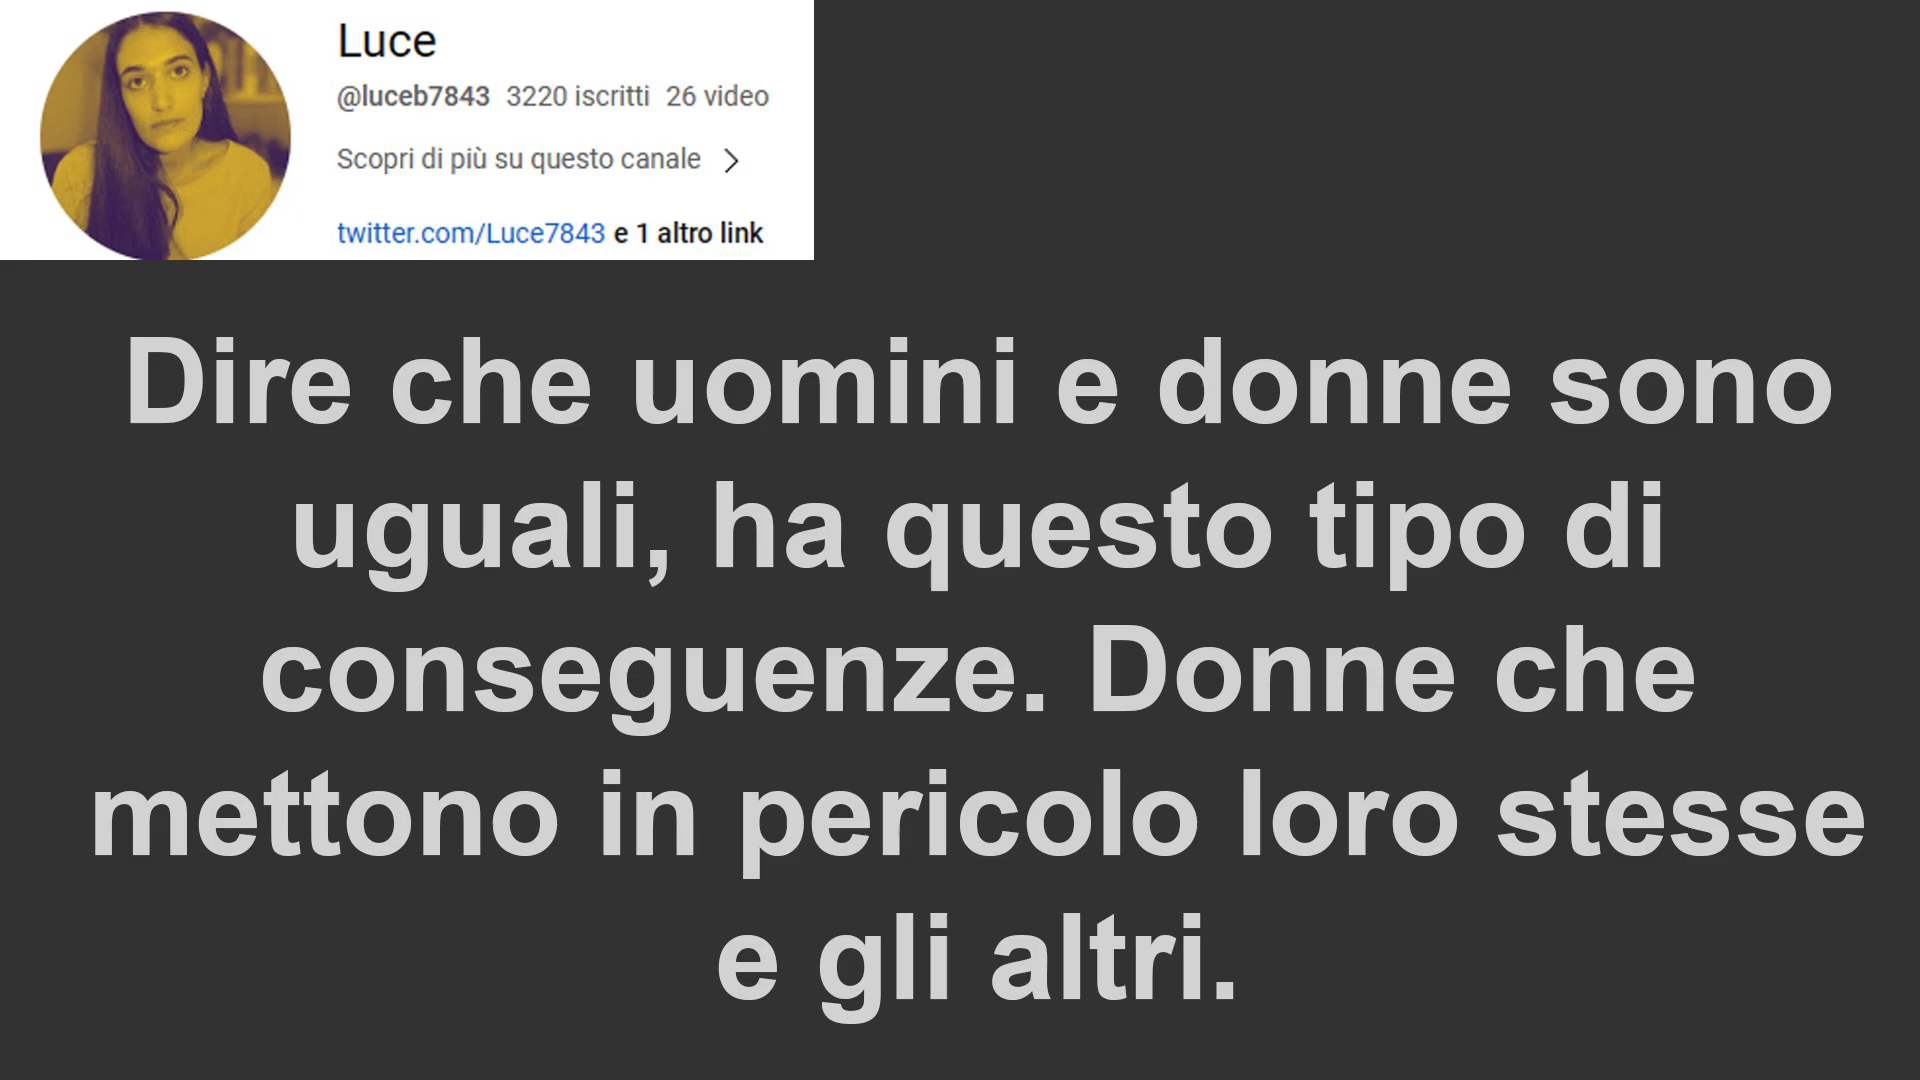 Luce
@luceb7843 3220 iscritti 26 video
Scopri di più su questo canale
twitter.com/Luce7843 e 1 altro link
Dire che uomini e donne sono
uguali, ha questo tipo di
conseguenze. Donne che
mettono in pericolo loro stesse
e gli altri.